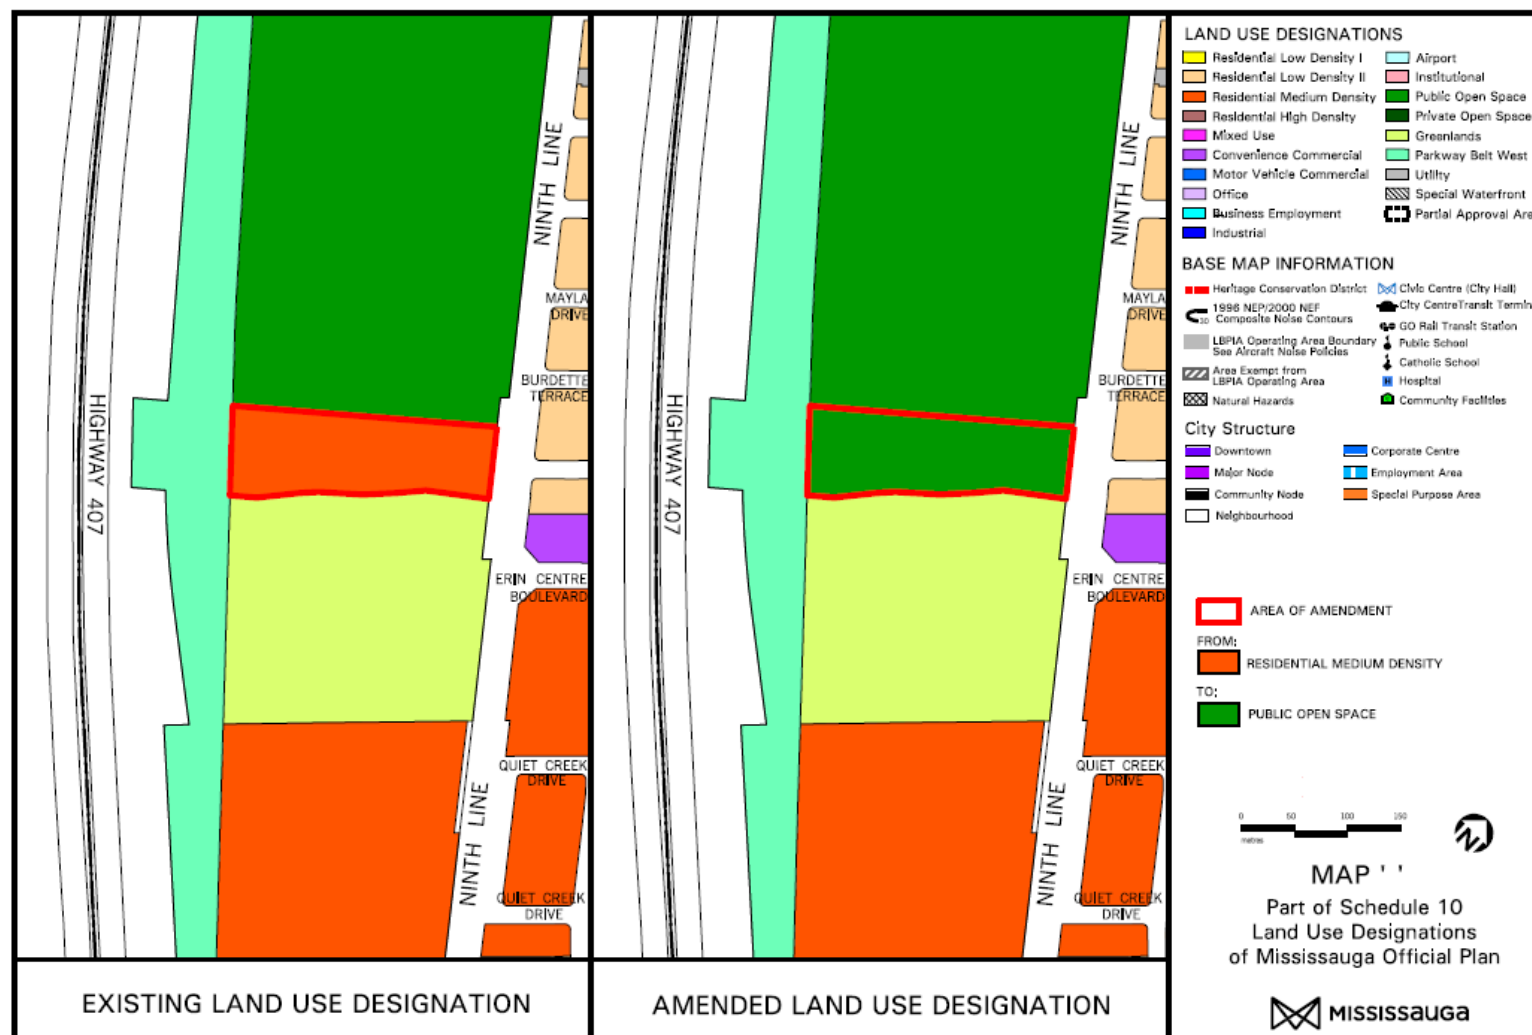 NINTH LINE
MAYLA
DRIVE
BURDETTE
TERRACE
HIGHWAY 407
ERIN CENTRE
BOULEVARD
QUIET CREEK
DRIVE
NINTH LINE
QUIET CREEK
DRIVE
EXISTING LAND USE DESIGNATION
NINTH LINE
MAYLA
DRIVE
BURDETTE
TERRACE
HIGHWAY 407
ERIN CENTRE
BOULEVARD
QUIET CREEK
DRIVE
NINTH LINE
QUIET CREEK
DRIVE
AMENDED LAND USE DESIGNATION
LAND USE DESIGNATIONS
Residential Low Density I
Residential Low Density II
Residential Medium Density
Residential High Density
Mixed Use
Convenience Commercial
Motor Vehicle Commercial
Office
Business Employment
Industrial
Airport
Institutional
Public Open Space
Private Open Space
Greenlands
Parkway Belt West
Utility
Special Waterfront
Partial Approval Are
BASE MAP INFORMATION
Heritage Conservation District
1996 NEP/2000 NEF
Composite Noise Contours
LBPIA Operating Area Boundary
See Aircraft Noise Policies
Area Exempt from
LBPIA Operating Area
Natural Hazards
Civic Centre (City Hall)
City CentreTransit Termin
GO Rail Transit Station
Public School
Catholic School
H Hospital
Community Facilities
City Structure
Downtown
Major Node
Community Node
Neighbourhood
Corporate Centre
Employment Area
Special Purpose Area
AREA OF AMENDMENT
FROM:
RESIDENTIAL MEDIUM DENSITY
TO:
PUBLIC OPEN SPACE
0 50 100 150
metres
MAP ' '
Part of Schedule 10
Land Use Designations
of Mississauga Official Plan
MISSISSAUGA